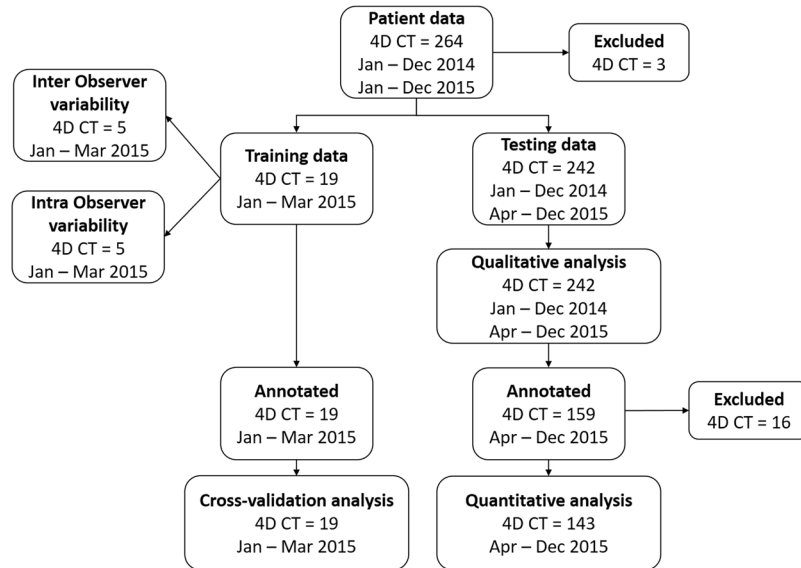 Patient data
4D CT = 264
Jan – Dec 2014
Jan – Dec 2015
Excluded
4D CT = 3
Inter Observer
variability
4D CT = 5
Jan – Mar 2015
Training data
4D CT = 19
Jan – Mar 2015
Testing data
4D CT = 242
Jan – Dec 2014
Apr – Dec 2015
Intra Observer
variability
4D CT = 5
Jan – Mar 2015
Qualitative analysis
4D CT = 242
Jan – Dec 2014
Apr – Dec 2015
Annotated
4D CT = 19
Jan – Mar 2015
Annotated
4D CT = 159
Apr – Dec 2015
Excluded
4D CT = 16
Cross-validation analysis
4D CT = 19
Jan – Mar 2015
Quantitative analysis
4D CT = 143
Apr – Dec 2015